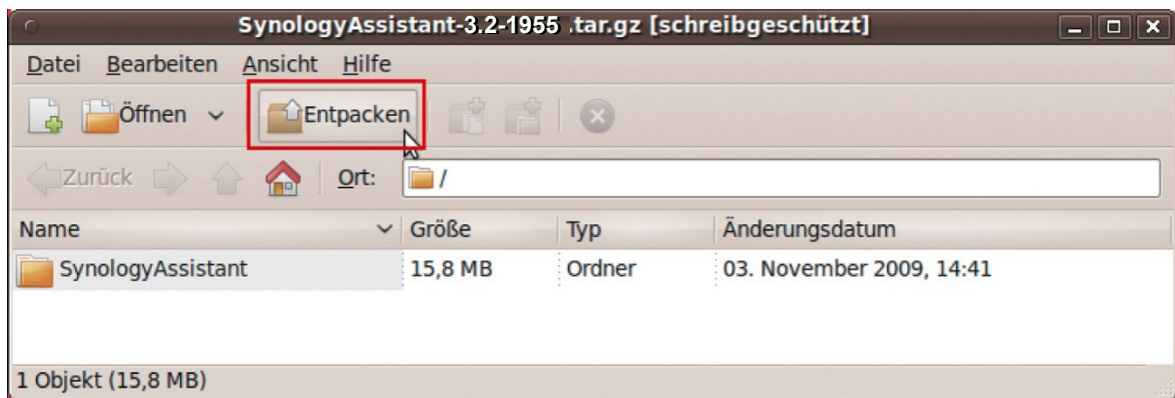 SynologyAssistant-3.2-1955 .tar.gz [schreibgeschützt]
Datei Bearbeiten Ansicht Hilfe
Öffnen Entpacken
Zurück Ort: /
Name Größe Typ Änderungsdatum
SynologyAssistant 15,8 MB Ordner 03. November 2009, 14:41
1 Objekt (15,8 MB)